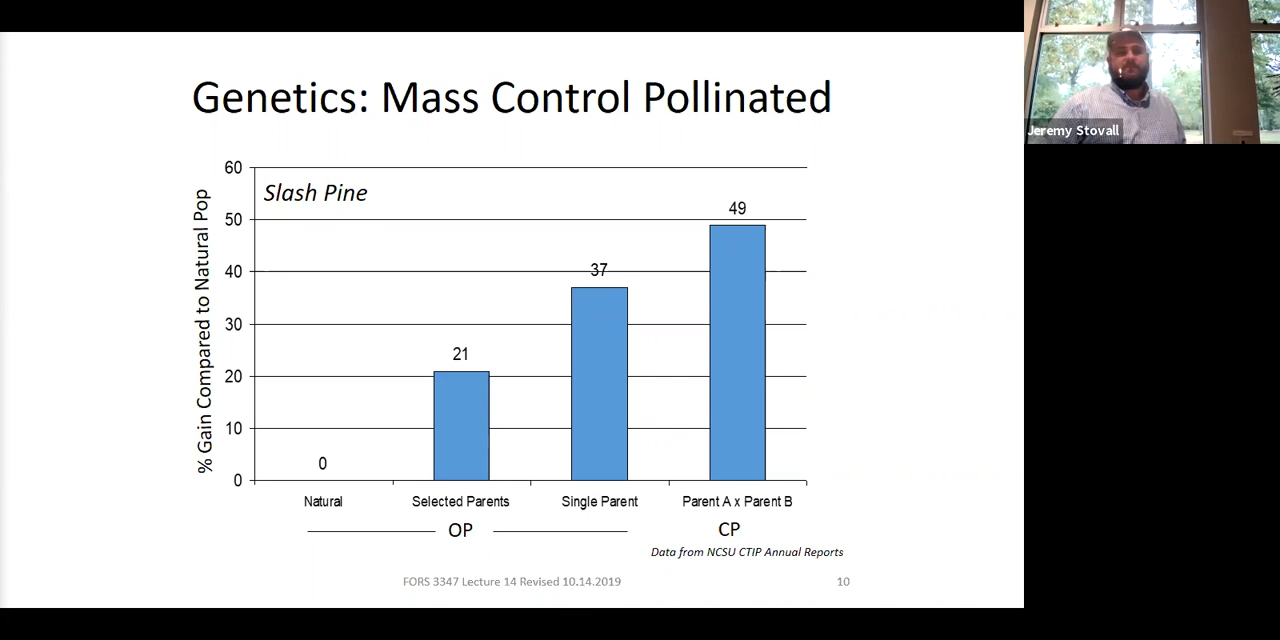 Genetics: Mass Control Pollinated
Slash Pine
% Gain Compared to Natural Pop
60
50
40
30
20
10
0
0
21
37
49
Natural
Selected Parents
Single Parent
Parent A x Parent B
OP
CP
Data from NCSU CTIP Annual Reports
FORS 3347 Lecture 14 Revised 10.14.2019
10
Jeremy Stovall